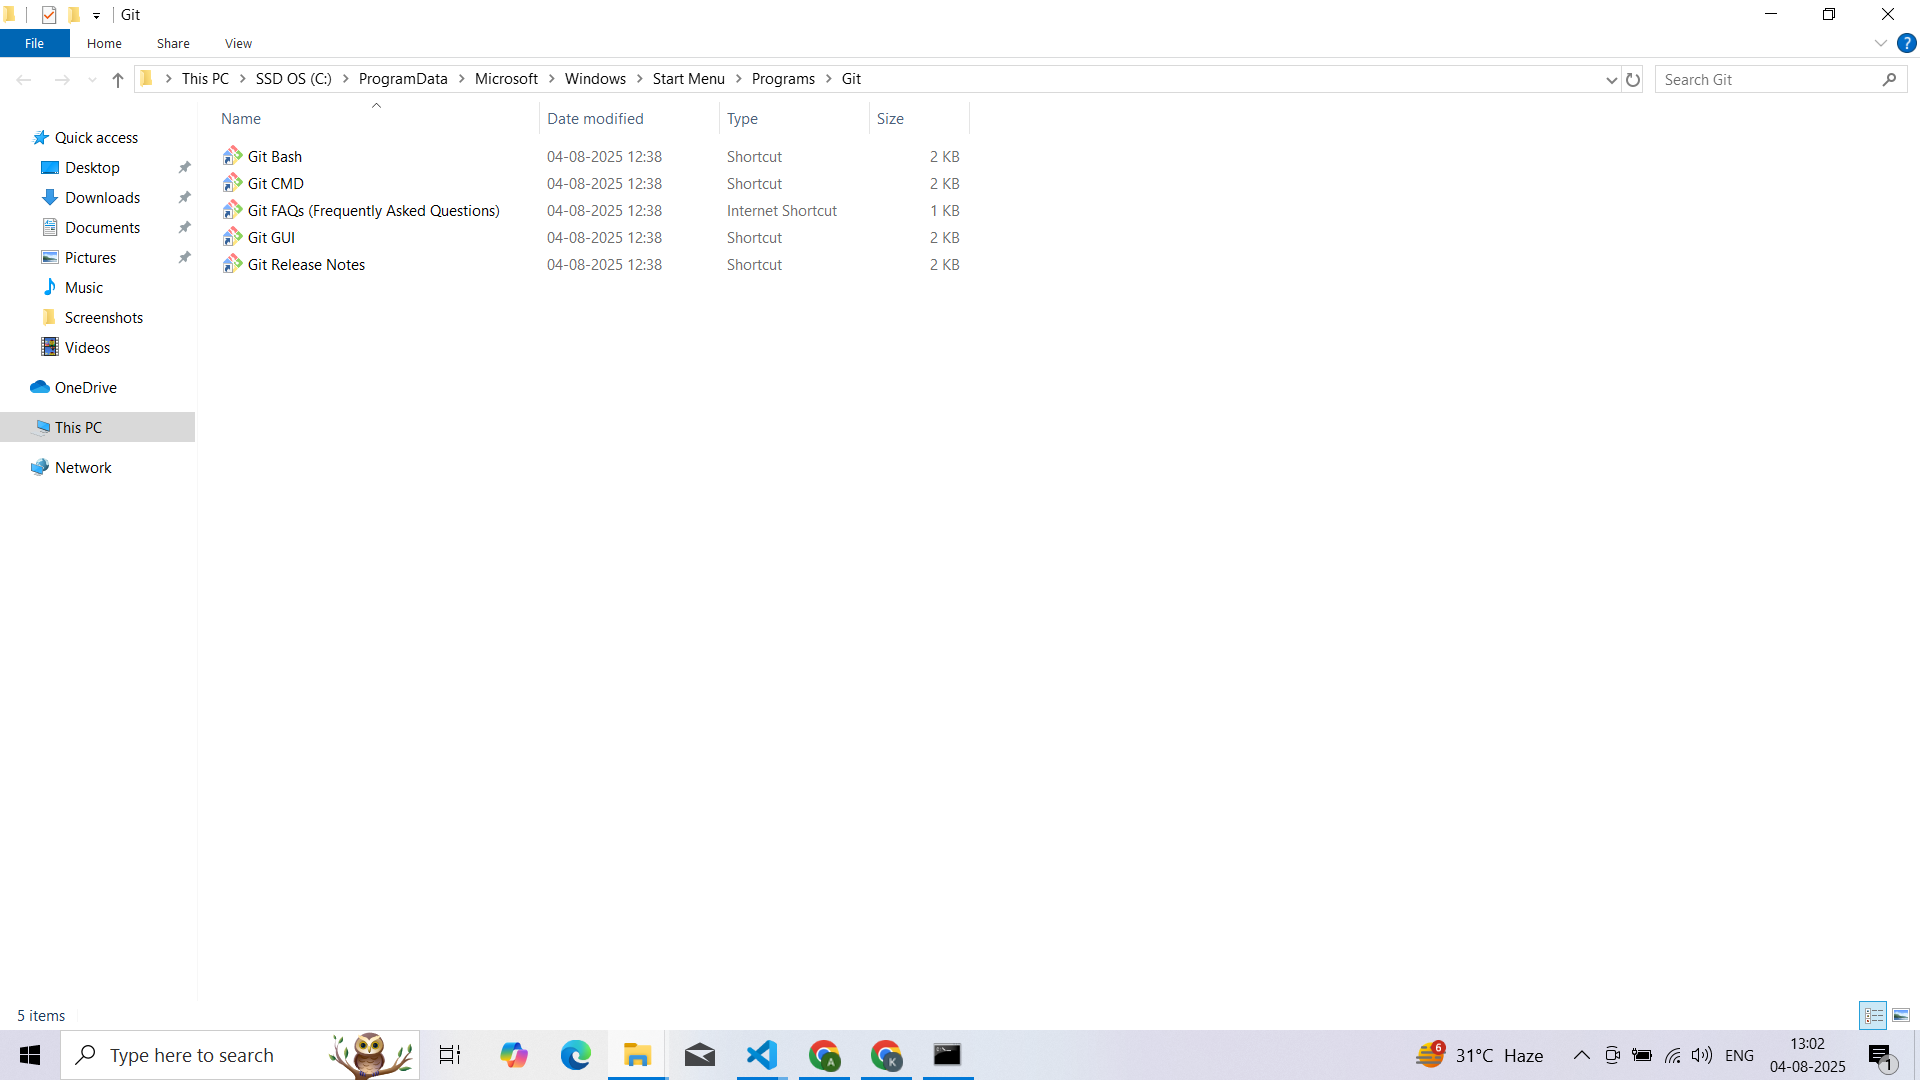 Git
File Home Share View
This PC > SSD OS (C:) > ProgramData > Microsoft > Windows > Start Menu > Programs > Git
Search Git
Quick access
Desktop
Downloads
Documents
Pictures
Music
Screenshots
Videos
OneDrive
This PC
Network
Name Date modified Type Size
Git Bash 04-08-2025 12:38 Shortcut 2 KB
Git CMD 04-08-2025 12:38 Shortcut 2 KB
Git FAQs (Frequently Asked Questions) 04-08-2025 12:38 Internet Shortcut 1 KB
Git GUI 04-08-2025 12:38 Shortcut 2 KB
Git Release Notes 04-08-2025 12:38 Shortcut 2 KB
5 items
Type here to search
A
K
6
31°C Haze
ENG
13:02
04-08-2025
1